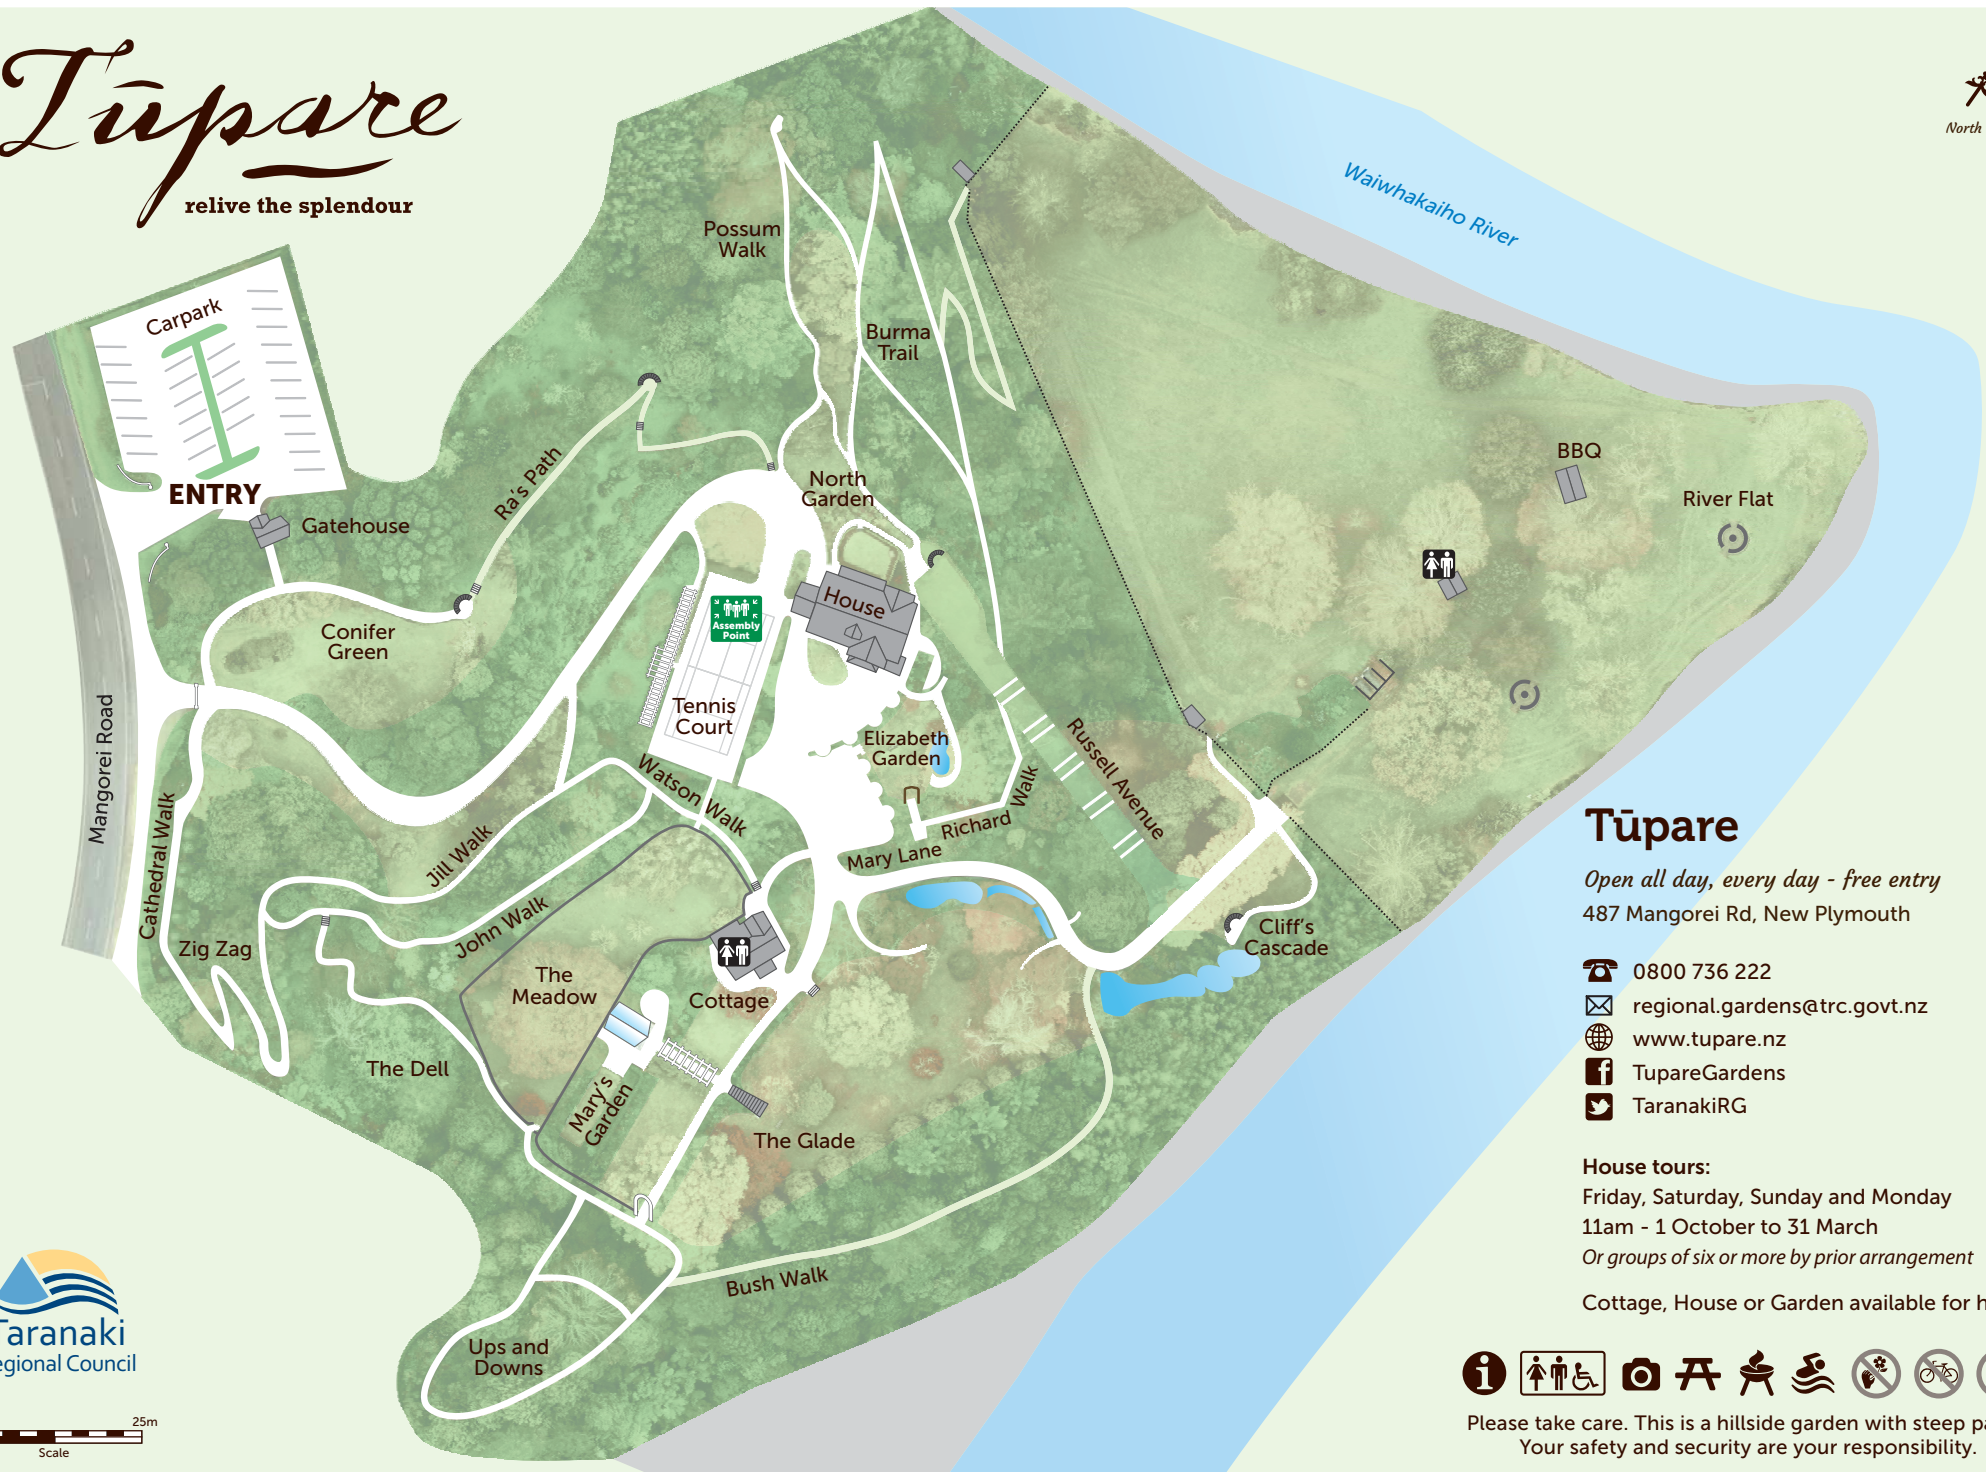 Tūpare
relive the splendour
North
Waiwhakaiho River
Possum
Walk
Carpark
Burma
Trail
ENTRY
Gatehouse
Ra's Path
North
Garden
BBQ
River Flat
House
Assembly
Point
Conifer
Green
Tennis
Court
Mangorei Road
Elizabeth
Garden
Watson Walk
Russell Avenue
Richard Walk
Mary Lane
Cathedral Walk
Jill Walk
John Walk
Zig Zag
Cliff's
Cascade
The
Meadow
Cottage
The Dell
Mary's
Garden
The Glade
Bush Walk
Ups and
Downs
Tūpare
Open all day, every day - free entry
487 Mangorei Rd, New Plymouth
0800 736 222
regional.gardens@trc.govt.nz
www.tupare.nz
TupareGardens
TaranakiRG
House tours:
Friday, Saturday, Sunday and Monday
11am - 1 October to 31 March
Or groups of six or more by prior arrangement
Cottage, House or Garden available for
Please take care. This is a hillside garden with steep
Your safety and security are your responsibility.
Taranaki
Regional Council
25m
Scale